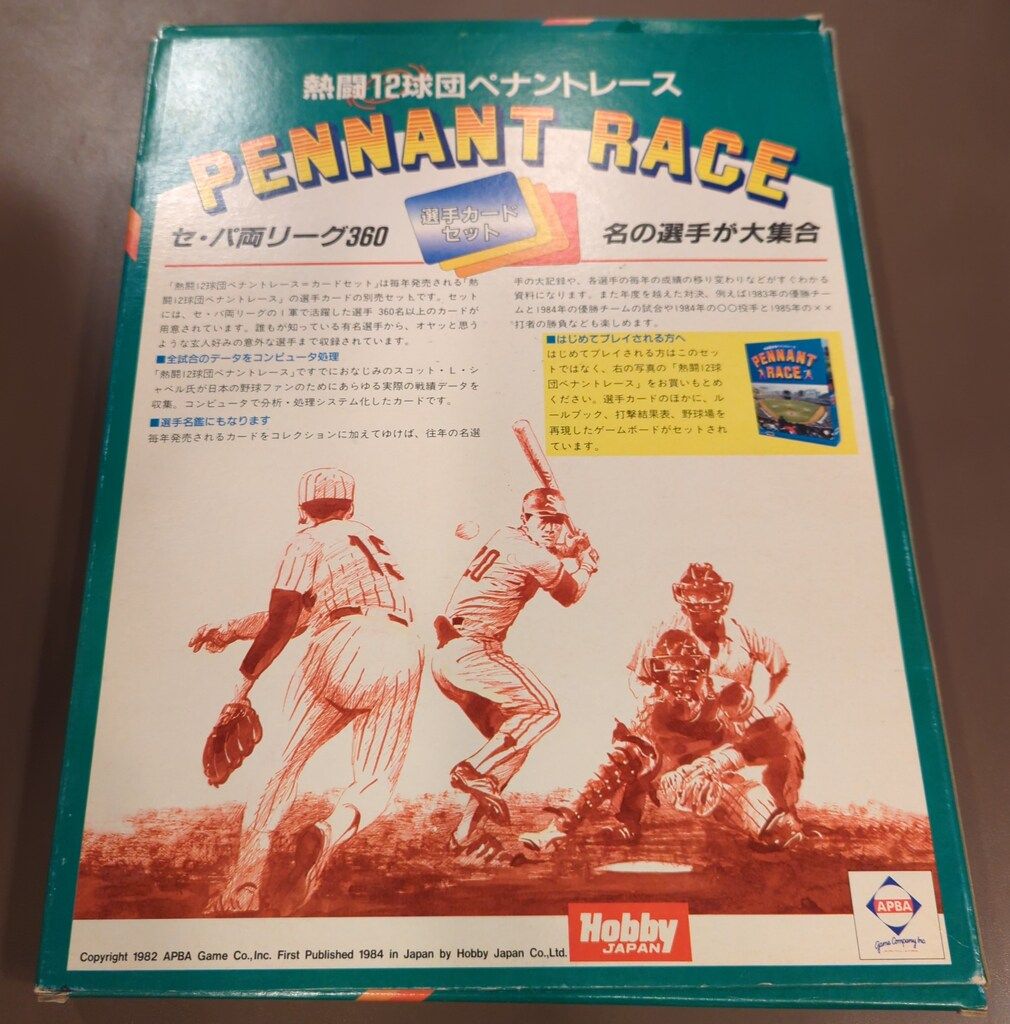 熱闘12球団ペナントレース
PENNANT RACE
選手カード
セット
セ・パ両リーグ360
名の選手が大集合
「熱闘12球団ペナントレース=カードセット」は毎年発売される「熱
闘12球団ペナントレース」の選手カードの別売セットです。セット
には、セ・パ両リーグの1軍で活躍した選手 360名以上のカードが
用意されています。誰もが知っている有名選手から、オヤッと思う
ような玄人好みの意外な選手まで収録されています。
■全試合のデータをコンピュータ処理
「熱闘12球団ペナントレース」ですでにおなじみのスコット・L・シ
ャペル氏が日本の野球ファンのためにあらゆる実際の戦績データを
収集。コンピュータで分析・処理システム化したカードです。
■選手名鑑にもなります
毎年発売されるカードをコレクションに加えてゆけば、往年の名選
手の大記録や、各選手の毎年の成績の移り変わりなどがすぐわかる
資料になります。また年度を越えた対決、例えば1983年の優勝チー
ムと1984年の優勝チームの試合や1984年の○○投手と1985年の××
打者の勝負なども楽しめます。
■はじめてプレイされる方へ
はじめてプレイされる方はこのセッ
トではなく、右の写真の「熱闘12球
団ペナントレース」をお買いもとめ
ください。選手カードのほかに、ル
ールブック、打撃結果表、野球場を
再現したゲームボードがセットされ
ています。
PENNANT
RACE
15
20
S
Copyright 1982 APBA Game Co.,Inc. First Published 1984 in Japan by Hobby Japan Co.,Ltd.
Hobby
JAPAN
APBA
Game Company Inc